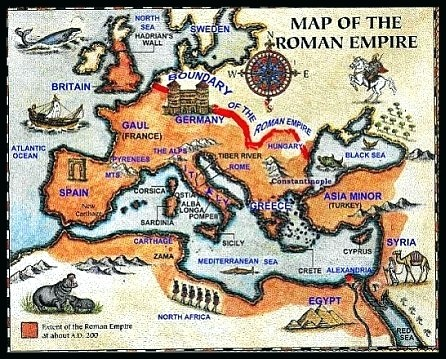 MAP OF THE
ROMAN EMPIRE
NORTH
SEA
HADRIAN'S
WALL
SWEDEN
N
W
E
BRITAIN
BOUNDARY
OF THE
ROMAN EMPIRE
GERMANY
GAUL
(FRANCE)
HUNGARY
ATLANTIC
OCEAN
THE ALPS
TIBER RIVER
BLACK SEA
PYRENEES
MTS.
ROME
ITALY
Constantinople
SPAIN
CORSICA
OSTIA
ALBA
LONGA
POMPEII
GREECE
ASIA MINOR
(TURKEY)
New
Carthage
SARDINIA
CARTHAGE
SICILY
CYPRUS
SYRIA
ZAMA
MEDITERRANEAN SEA
CRETE
ALEXANDRIA
NORTH AFRICA
EGYPT
RED
SEA
Extent of the Roman Empire
at about A.D. 200